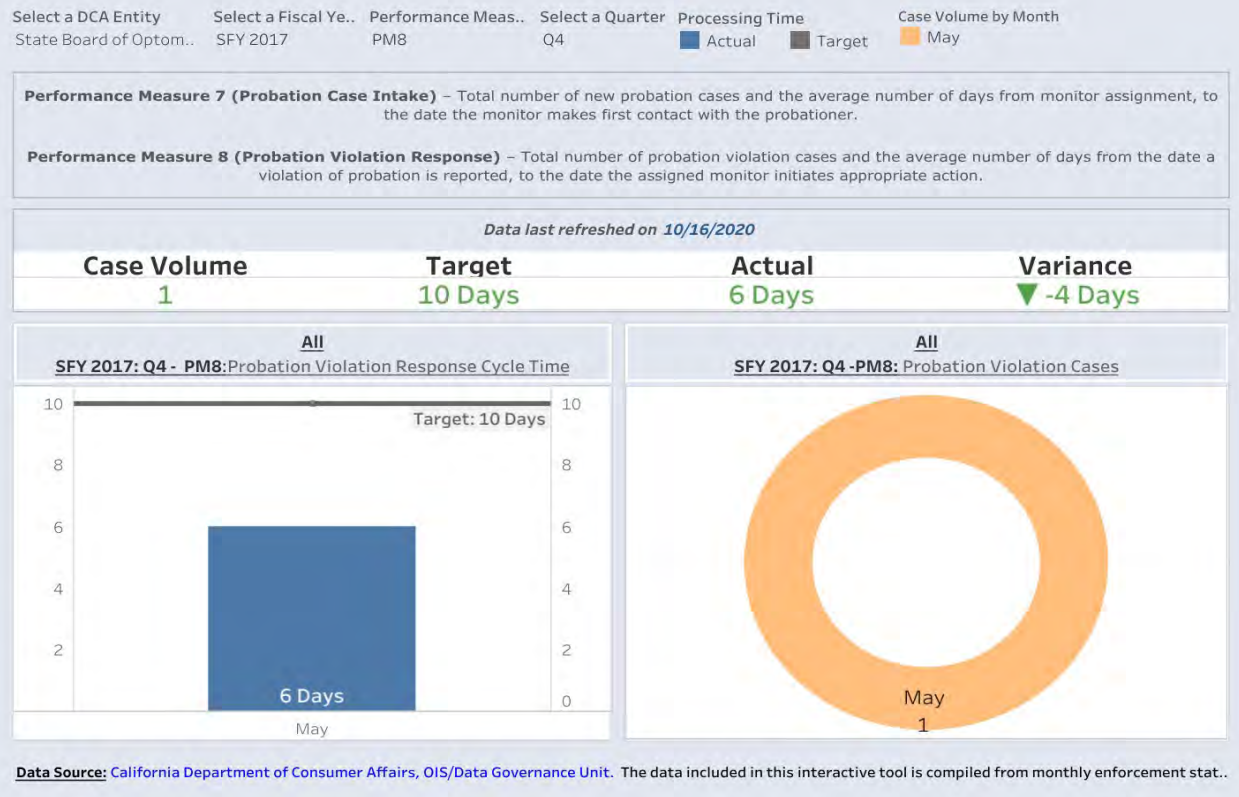 Select a DCA Entity
State Board of Optom..
Select a Fiscal Ye..
SFY 2017
Performance Meas..
PM8
Select a Quarter
Q4
Processing Time
Actual
Target
Case Volume by Month
May
Performance Measure 7 (Probation Case Intake) – Total number of new probation cases and the average number of days from monitor assignment, to
the date the monitor makes first contact with the probationer.
Performance Measure 8 (Probation Violation Response) – Total number of probation violation cases and the average number of days from the date a
violation of probation is reported, to the date the assigned monitor initiates appropriate action.
Data last refreshed on 10/16/2020
Case Volume Target Actual Variance
1 10 Days 6 Days ▼ -4 Days
All
SFY 2017: Q4 - PM8:Probation Violation Response Cycle Time
10 10
Target: 10 Days
8 8
6 6
4 4
2 2
6 Days
0
May
All
SFY 2017: Q4 -PM8: Probation Violation Cases
May
1
Data Source: California Department of Consumer Affairs, OIS/Data Governance Unit. The data included in this interactive tool is compiled from monthly enforcement stat..